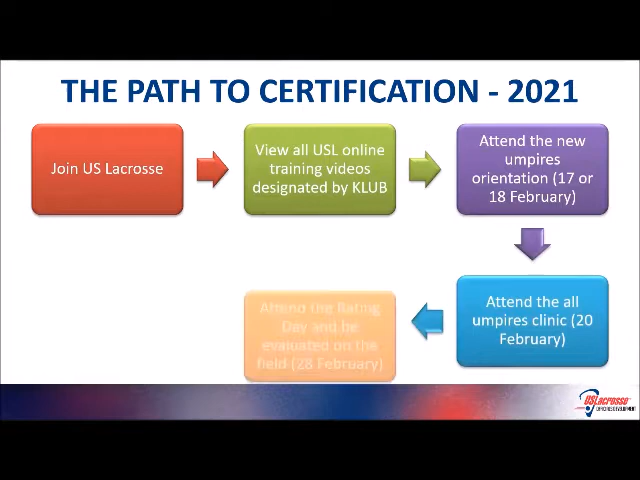 THE PATH TO CERTIFICATION - 2021
Join US Lacrosse
View all USL online
training videos
designated by KLUB
Attend the new
umpires
orientation (17 or
18 February)
Attend the all
umpires clinic (20
February)
Attend the Rating
Day and be
evaluated on the
field (28 February)
USLacrosse